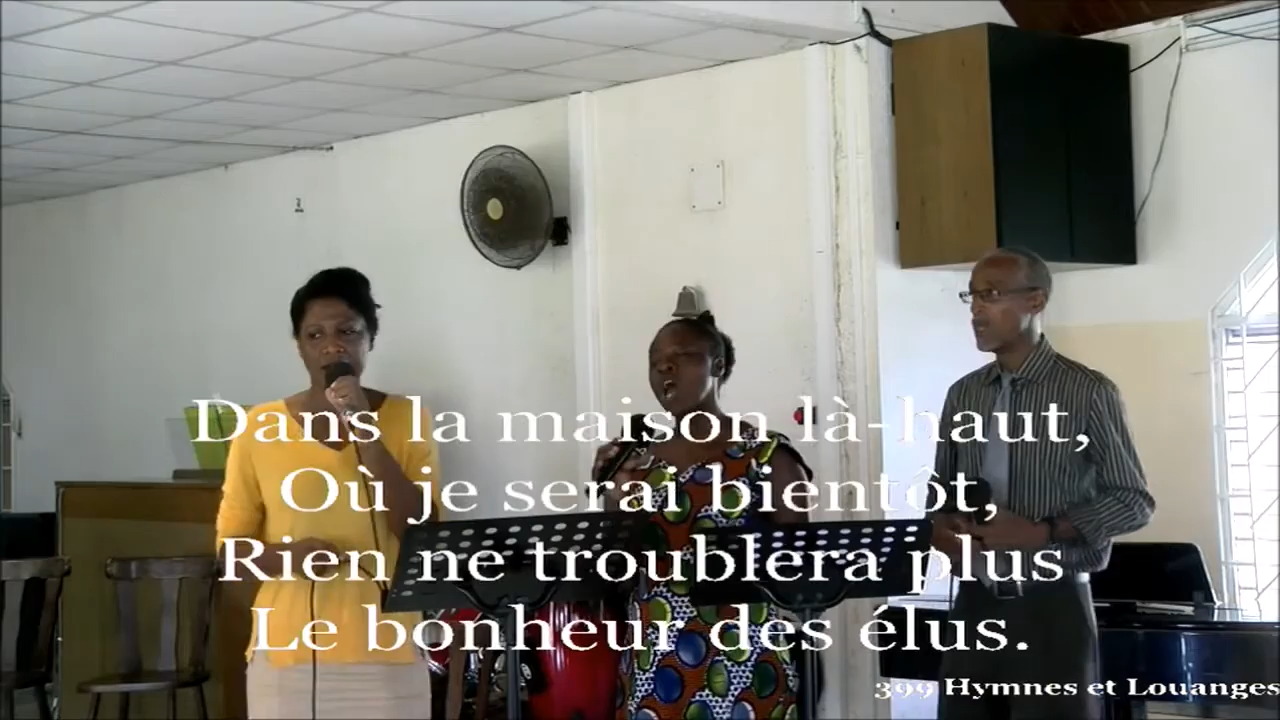 Dans la maison là-haut,
Où je serai bientôt,
Rien ne troublera plus
Le bonheur des élus.
399 Hymnes et Louanges